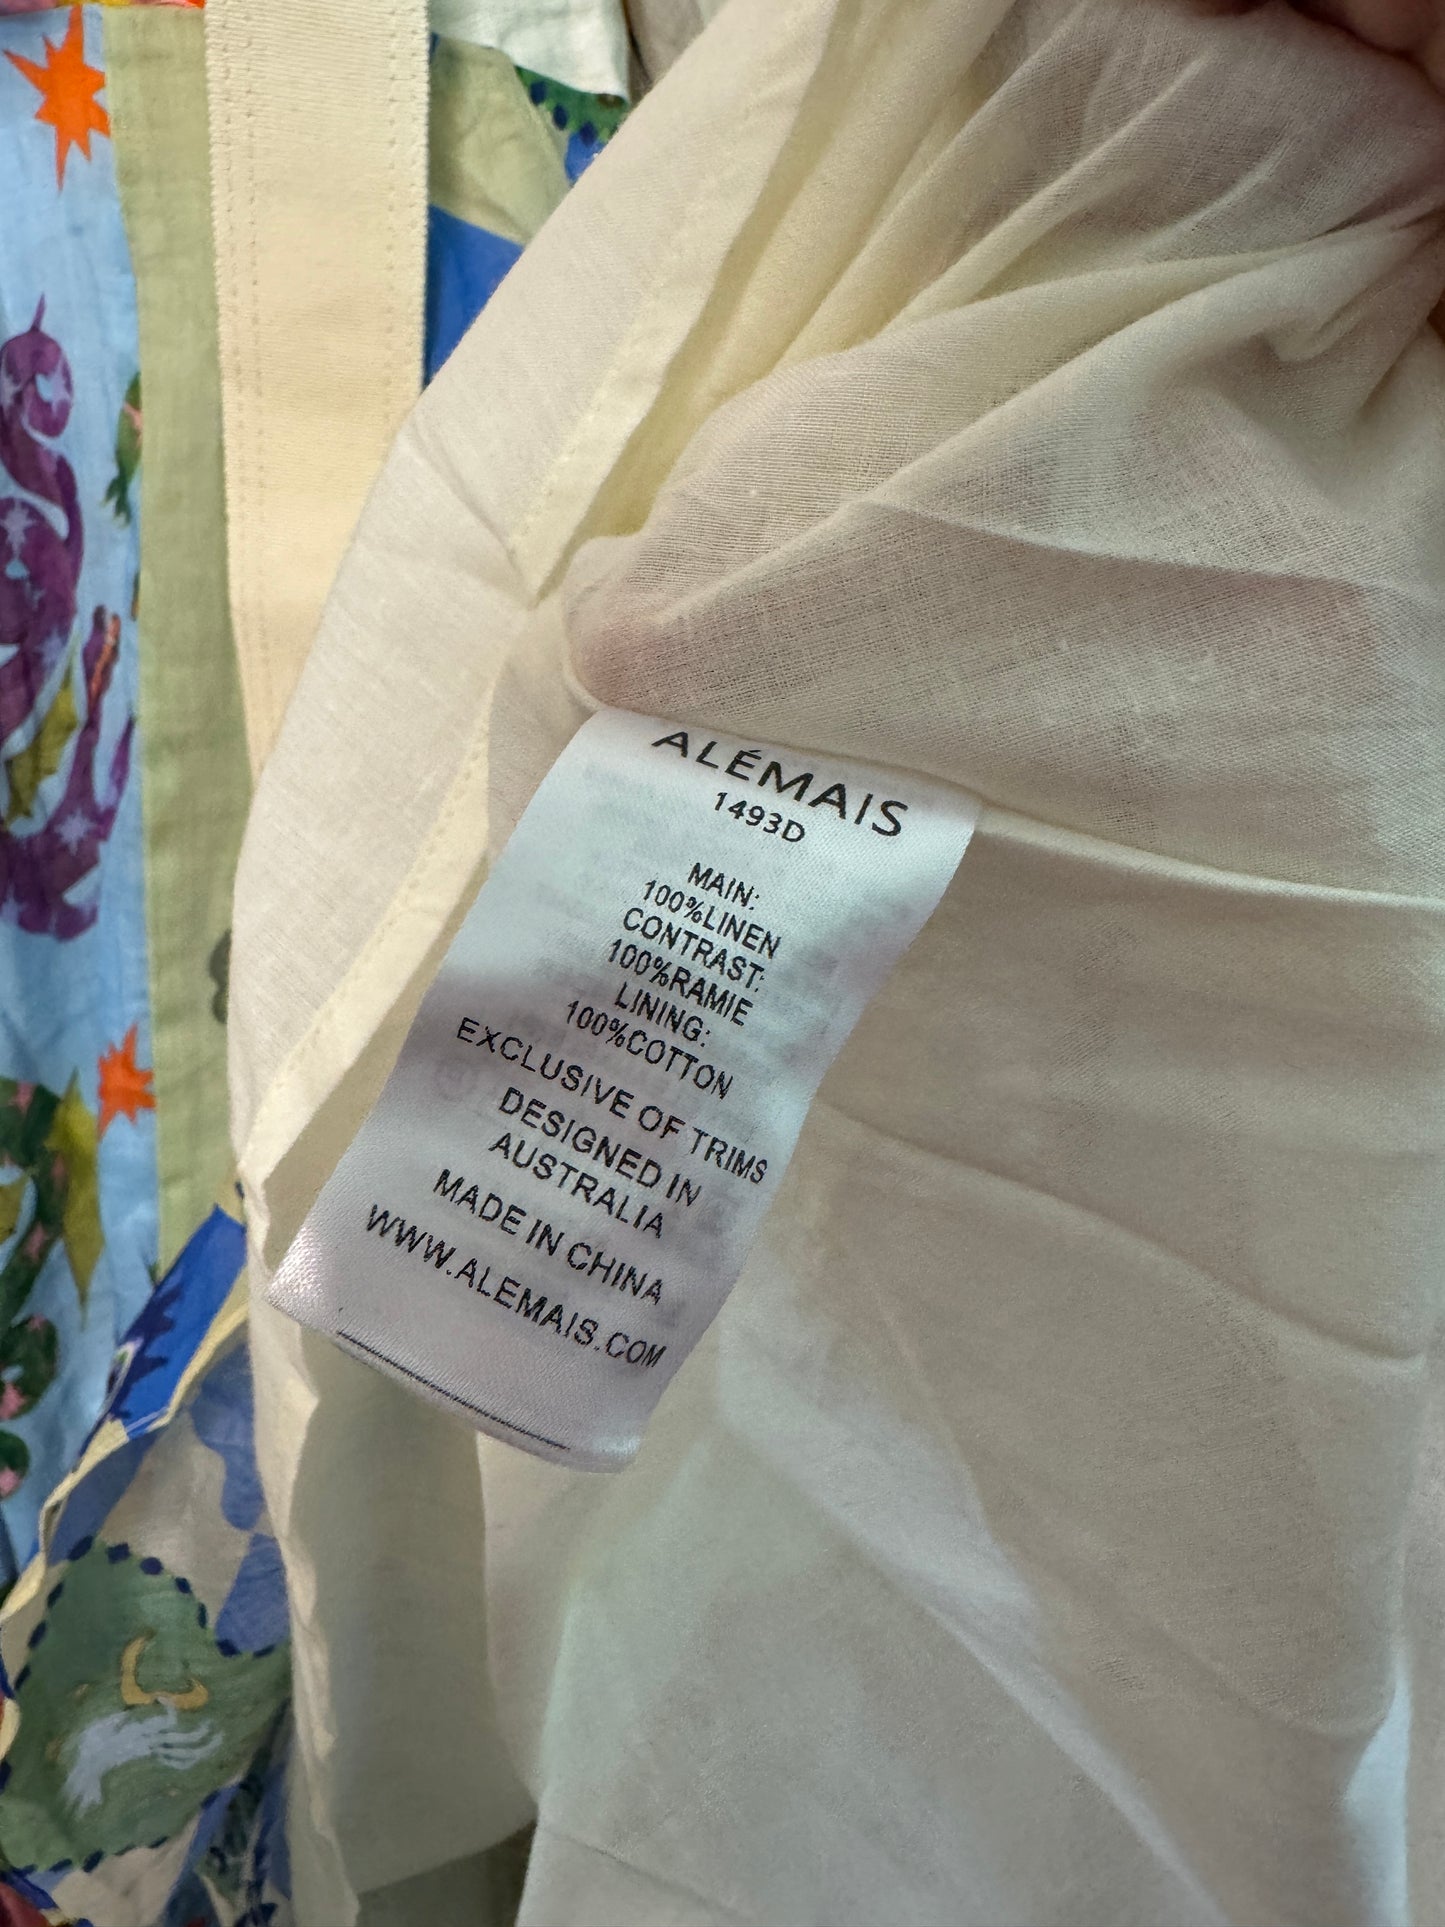 ALÉMAIS
1493D
MAIN:
100%LINEN
CONTRAST:
100%RAMIE
LINING:
100%COTTON
EXCLUSIVE OF TRIMS
DESIGNED IN
AUSTRALIA
MADE IN CHINA
WWW.ALEMAIS.COM